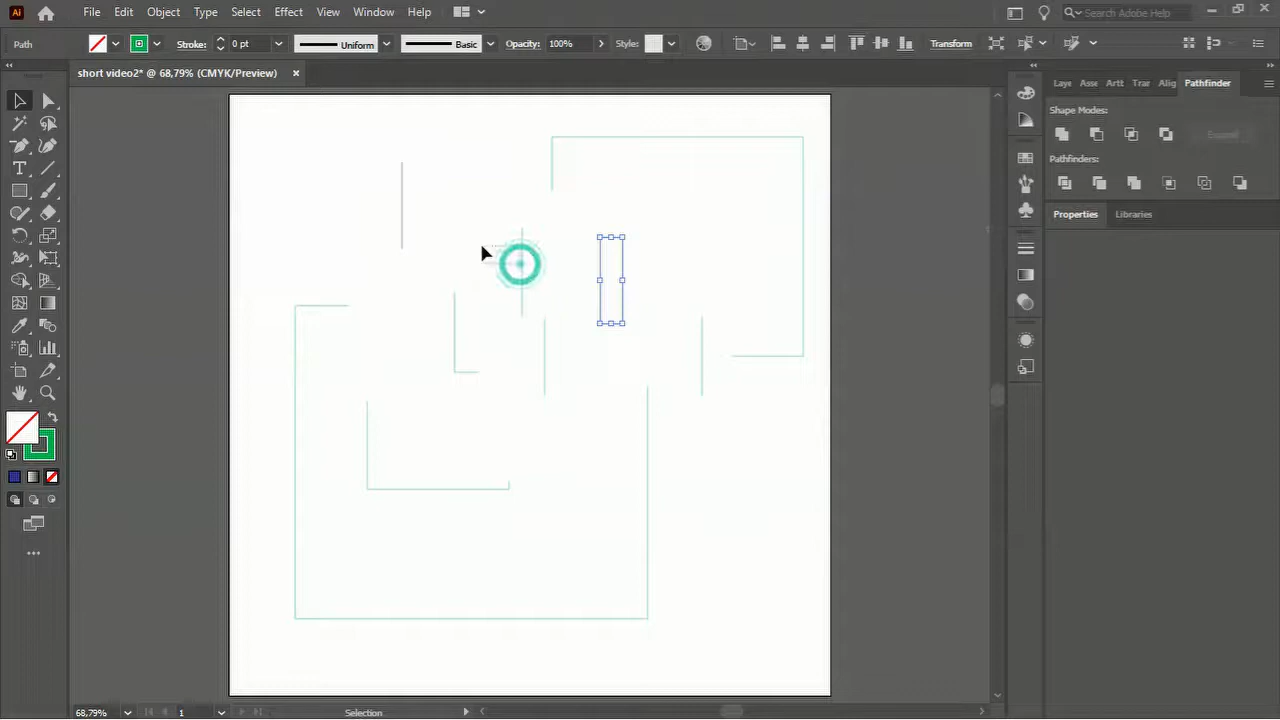 Ai File Edit Object Type Select Effect View Window Help Search Adobe Help
Path Stroke: 0 pt Uniform Basic Opacity: 100% Style: Transform
short video2* @ 68,79% (CMYK/Preview)
Laye Asse Artt Trar Alig Pathfinder
Shape Modes:
Expand
Pathfinders:
Properties Libraries
68,79% 1 Selection